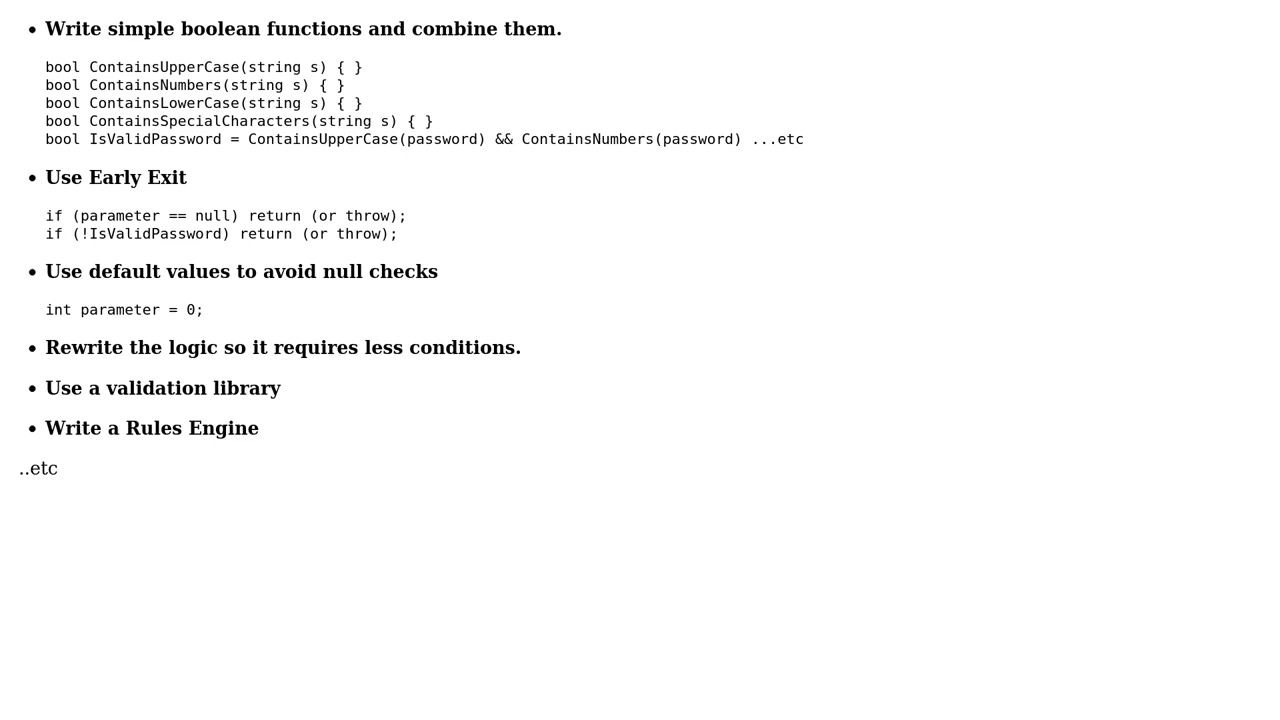 • Write simple boolean functions and combine them.
bool ContainsUpperCase(string s) { }
bool ContainsNumbers(string s) { }
bool ContainsLowerCase(string s) { }
bool ContainsSpecialCharacters(string s) { }
bool IsValidPassword = ContainsUpperCase(password) && ContainsNumbers(password) ...etc
• Use Early Exit
if (parameter == null) return (or throw);
if (!IsValidPassword) return (or throw);
• Use default values to avoid null checks
int parameter = 0;
• Rewrite the logic so it requires less conditions.
• Use a validation library
• Write a Rules Engine
..etc